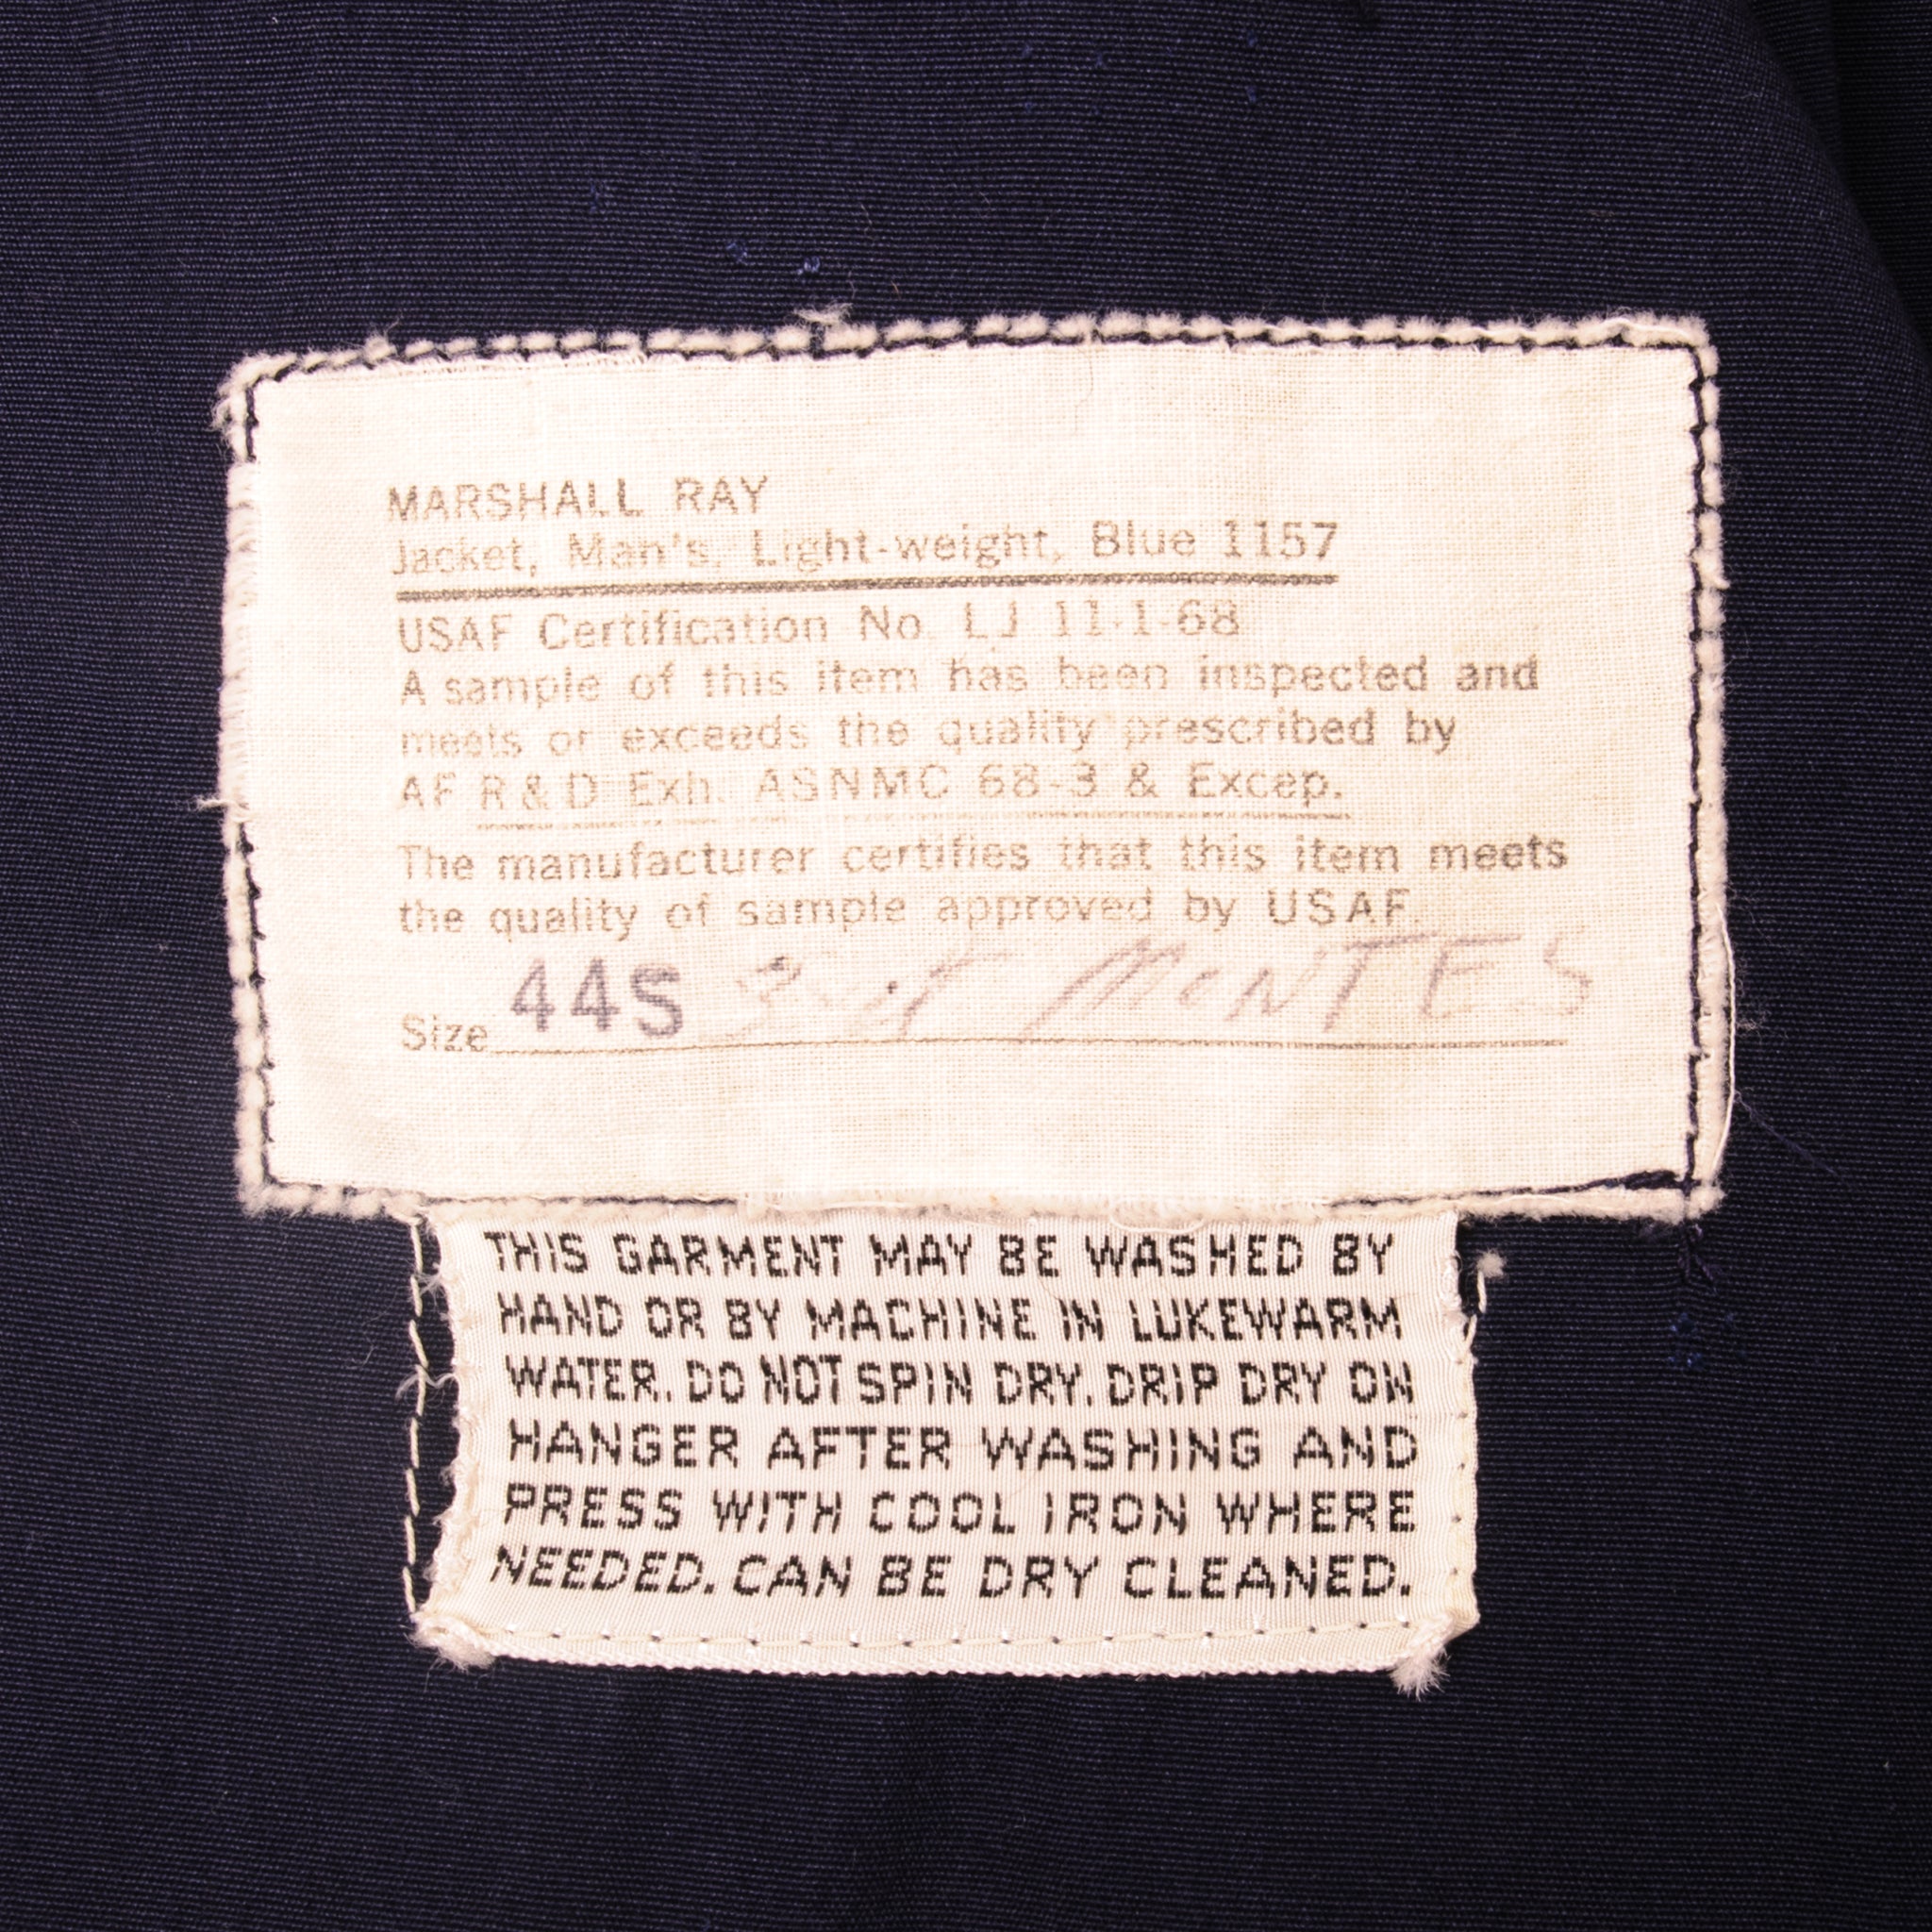 MARSHALL RAY
Jacket, Man's, Light-weight, Blue 1157
USAF Certification No. LJ 11-1-68
A sample of this item has been inspected and
meets or exceeds the quality prescribed by
AF R & D Exh. ASNMC 68-3 & Excep.
The manufacturer certifies that this item meets
the quality of sample approved by USAF.
Size 44S MONTES
THIS GARMENT MAY BE WASHED BY
HAND OR BY MACHINE IN LUKEWARM
WATER. DO NOT SPIN DRY. DRIP DRY ON
HANGER AFTER WASHING AND
PRESS WITH COOL IRON WHERE
NEEDED. CAN BE DRY CLEANED.